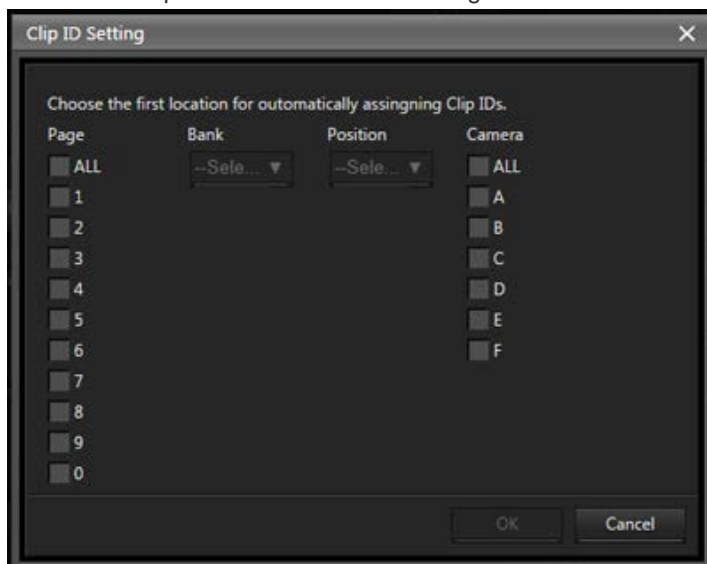 Clip ID Setting
Choose the first location for outomatically assingning Clip IDs.
Page Bank Position Camera
ALL --Sele... ▼ --Sele... ▼ ALL
1 A
2 B
3 C
4 D
5 E
6 F
7
8
9
0
OK Cancel